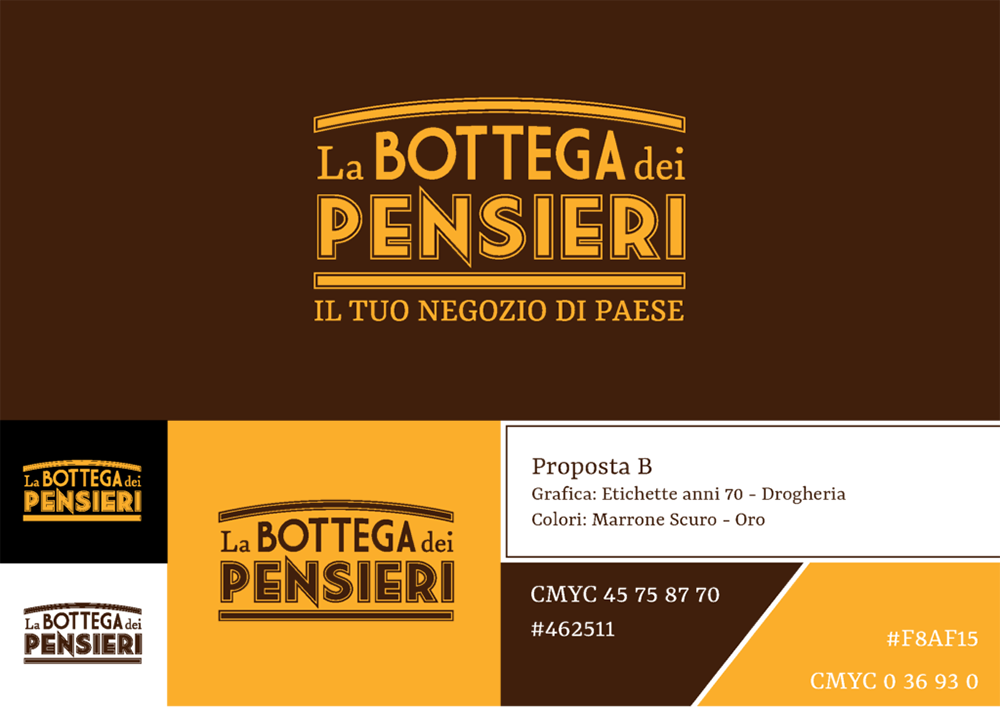 La BOTTEGA dei
PENSIERI
IL TUO NEGOZIO DI PAESE
La BOTTEGA dei
PENSIERI
La BOTTEGA dei
PENSIERI
La BOTTEGA dei
PENSIERI
Proposta B
Grafica: Etichette anni 70 - Drogheria
Colori: Marrone Scuro - Oro
CMYC 45 75 87 70
#462511
#F8AF15
CMYC 0 36 93 0